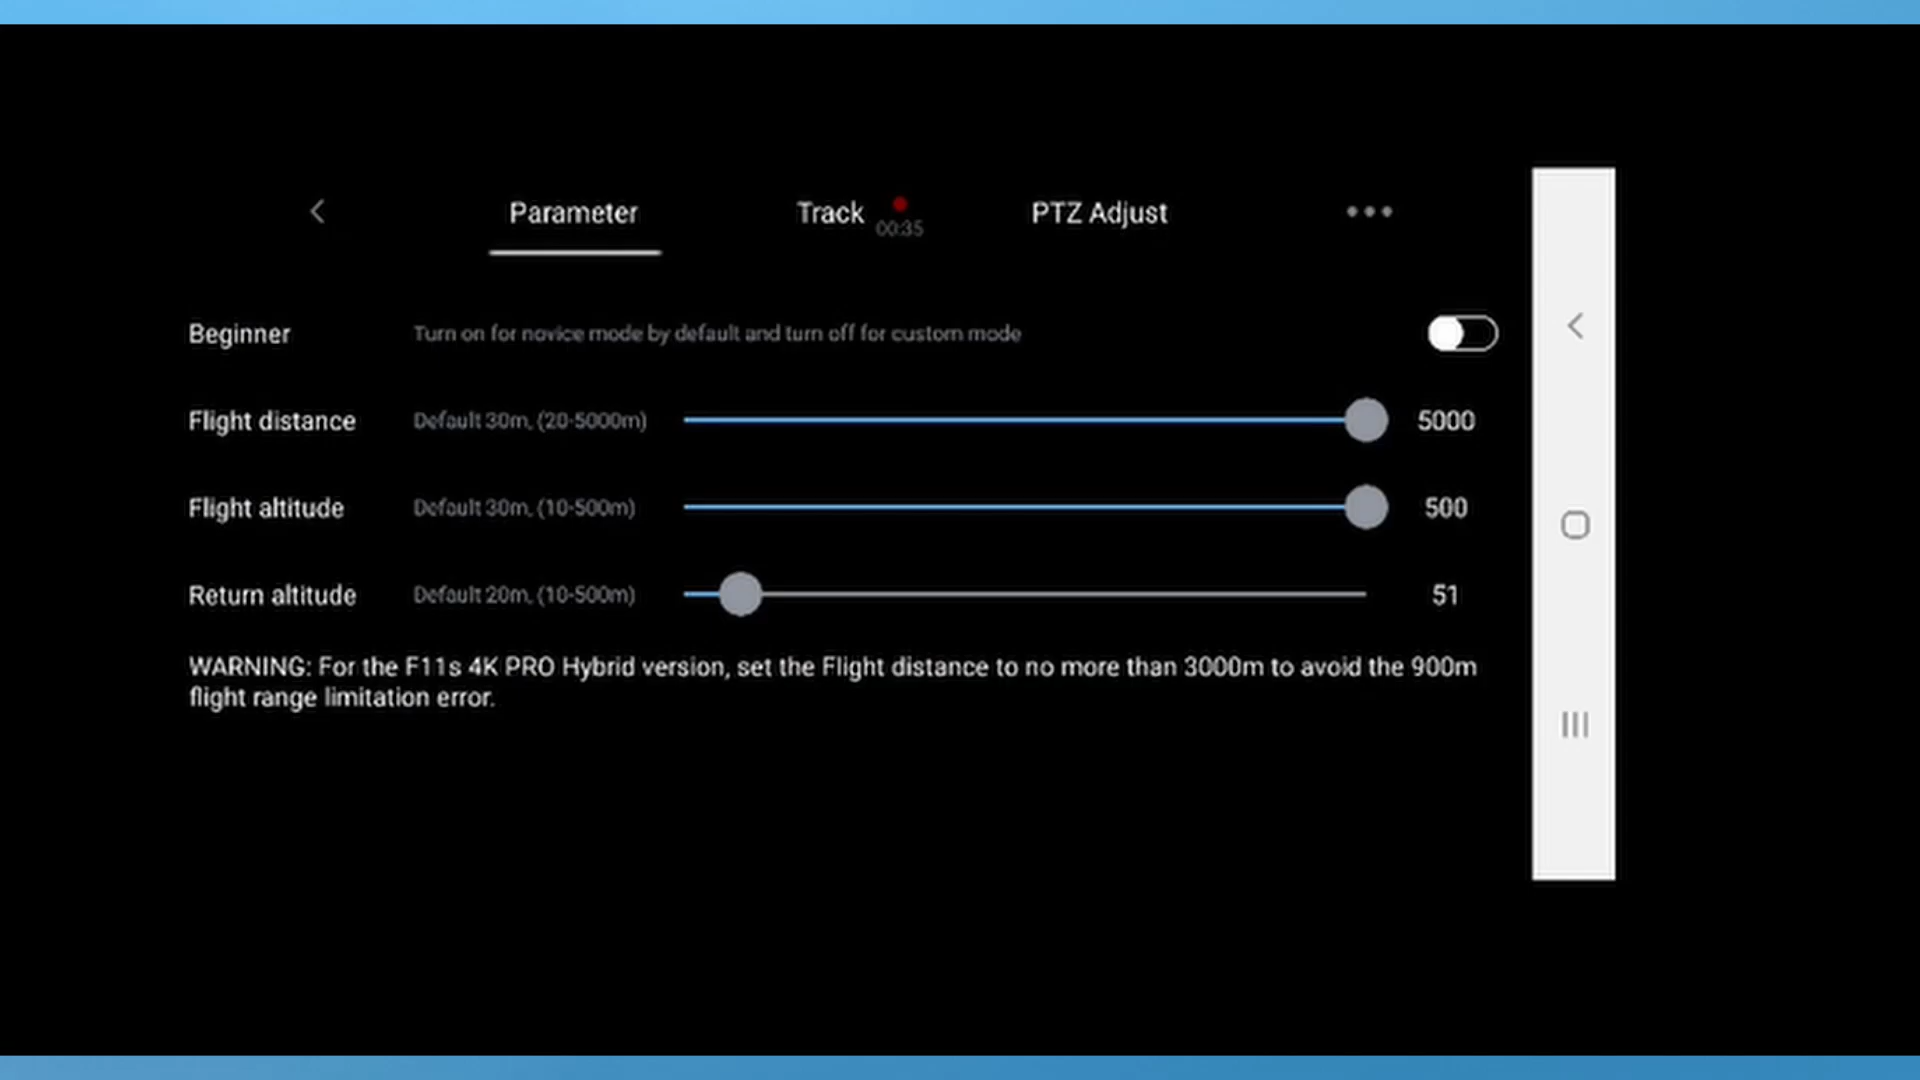 Parameter Track 00:35 PTZ Adjust
Beginner Turn on for novice mode by default and turn off for custom mode
Flight distance Default 30m, (20-5000m) 5000
Flight altitude Default 30m, (10-500m) 500
Return altitude Default 20m, (10-500m) 51
WARNING: For the F11s 4K PRO Hybrid version, set the Flight distance to no more than 3000m to avoid the 900m
flight range limitation error.